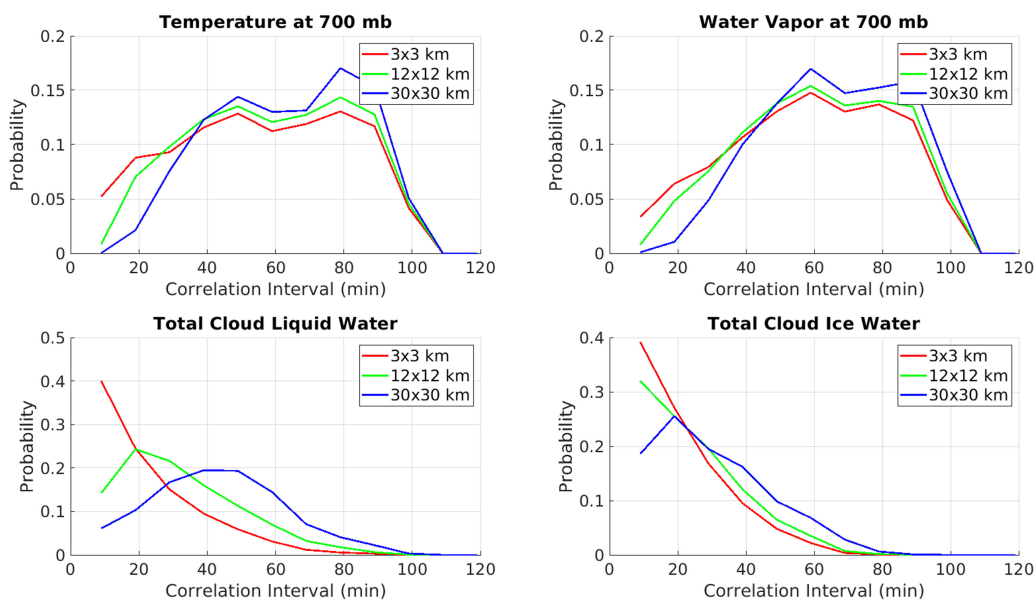 Temperature at 700 mb
0.2
0.15
0.1
0.05
0
Probability
3x3 km
12x12 km
30x30 km
0 20 40 60 80 100 120
Correlation Interval (min)
Water Vapor at 700 mb
0.2
0.15
0.1
0.05
0
Probability
3x3 km
12x12 km
30x30 km
0 20 40 60 80 100 120
Correlation Interval (min)
Total Cloud Liquid Water
0.5
0.4
0.3
0.2
0.1
0
Probability
3x3 km
12x12 km
30x30 km
0 20 40 60 80 100 120
Correlation Interval (min)
Total Cloud Ice Water
0.4
0.3
0.2
0.1
0
Probability
3x3 km
12x12 km
30x30 km
0 20 40 60 80 100 120
Correlation Interval (min)